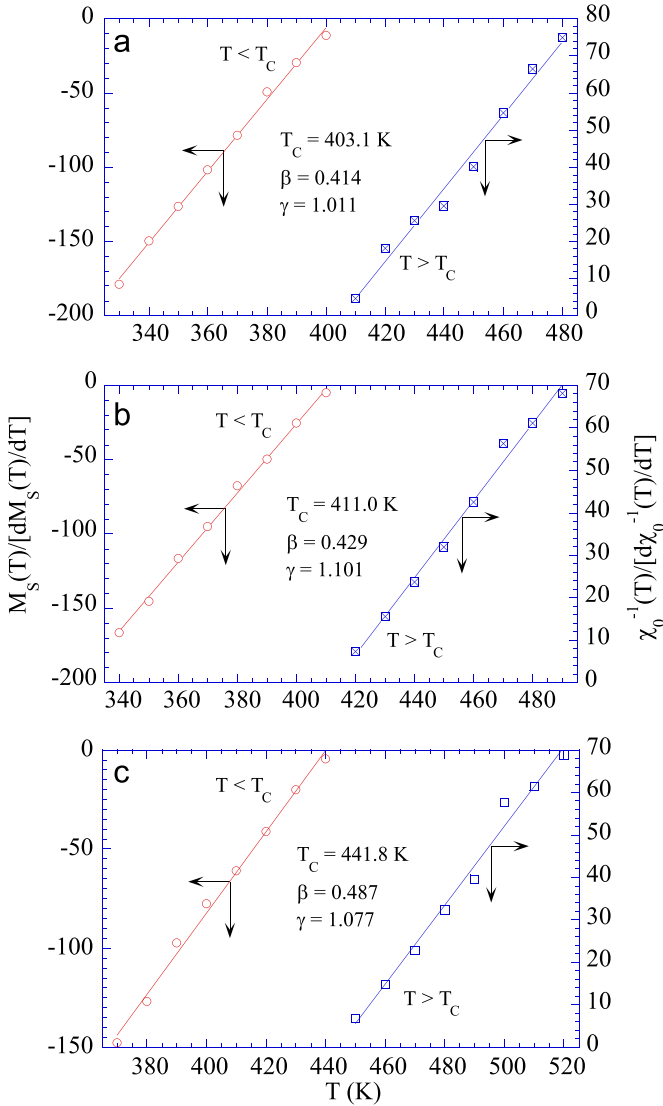 a
T < T_C
T_C = 403.1 K
β = 0.414
γ = 1.011
T > T_C
0
-50
-100
-150
-200
80
70
60
50
40
30
20
10
0
340 360 380 400 420 440 460 480
b
T < T_C
T_C = 411.0 K
β = 0.429
γ = 1.101
T > T_C
0
-50
-100
-150
-200
70
60
50
40
30
20
10
0
340 360 380 400 420 440 460 480
M_S(T)/[dM_S(T)/dT]
χ_0^-1(T)/[dχ_0^-1(T)/dT]
c
T < T_C
T_C = 441.8 K
β = 0.487
γ = 1.077
T > T_C
0
-50
-100
-150
70
60
50
40
30
20
10
0
380 400 420 440 460 480 500 520
T (K)